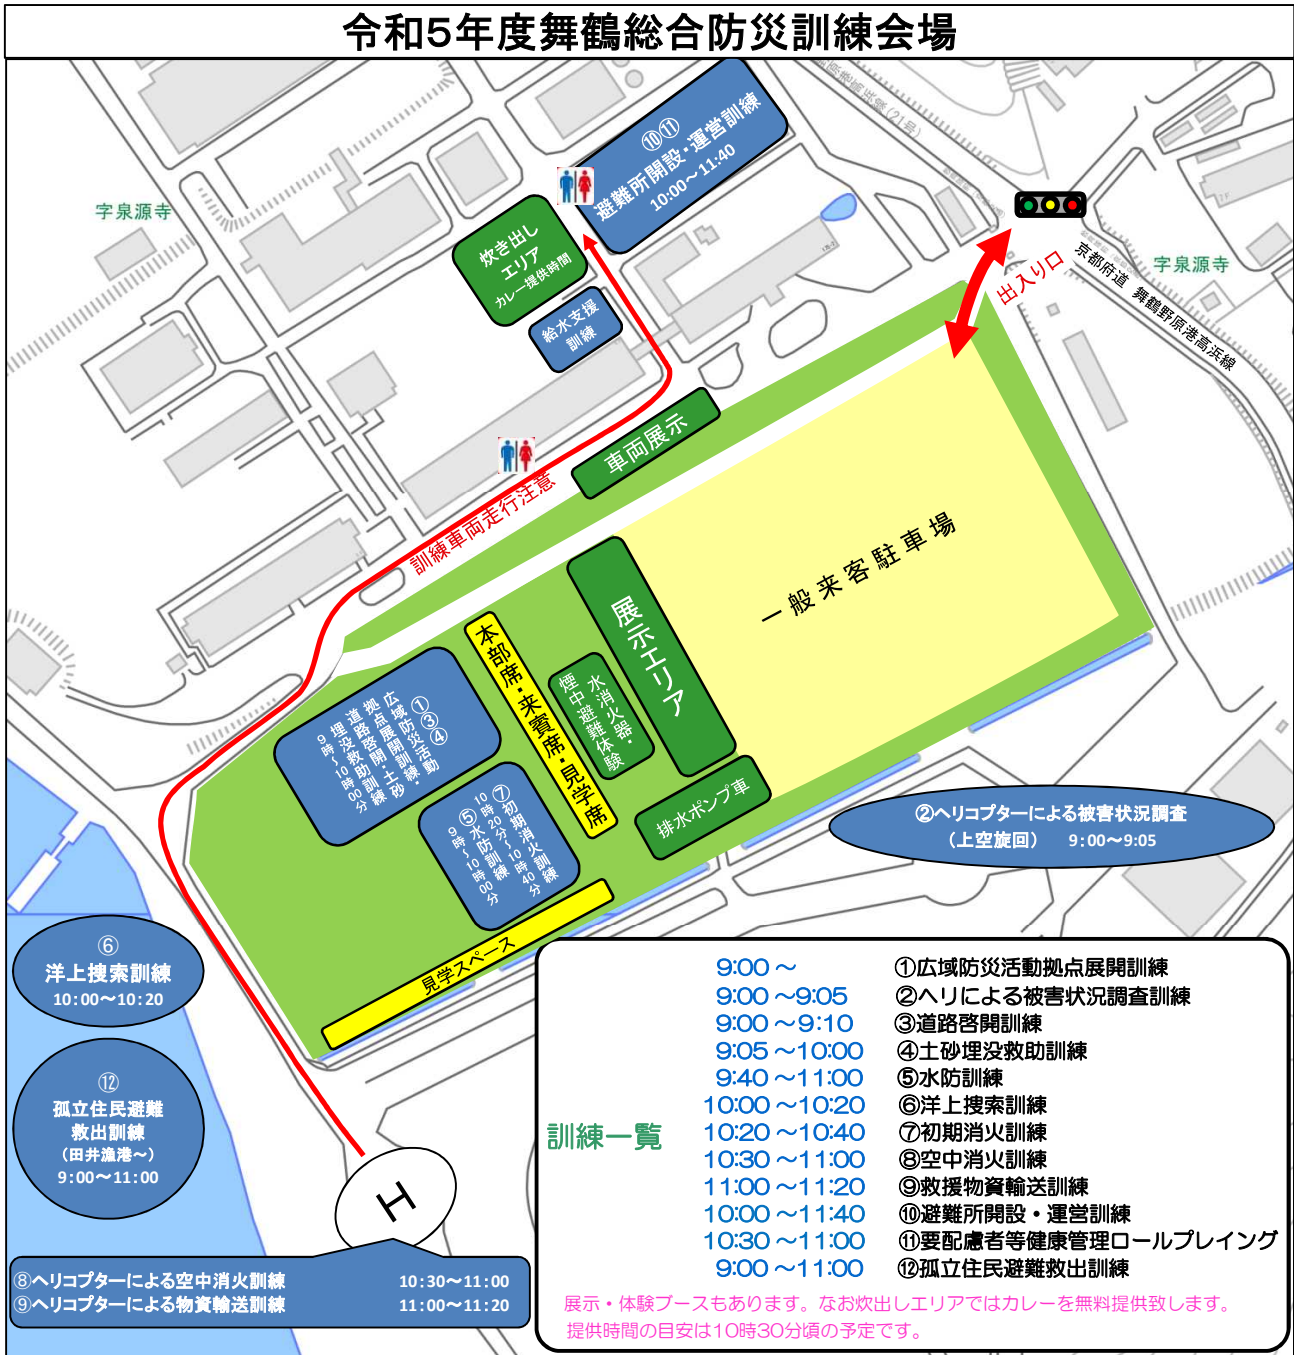 令和5年度舞鶴総合防災訓練会場
⑩⑪
避難所開設・運営訓練
10:00～11:40
字泉源寺
炊き出し
エリア
カレー提供時間
給水支援
訓練
出入り口
字泉源寺
京都府道 舞鶴野原港高浜線
車両展示
訓練車両走行注意
一般来客駐車場
展示エリア
水消火器・
煙中避難体験
本部席・来賓席・見学席
排水ポンプ車
①③④
広域防災活動
拠点展開訓練・
道路啓開・土砂
埋没救助訓練
9時～10時00分
⑦初期消火訓練
10時20分～10時40分
⑤水防訓練
9時～10時00分
見学スペース
②ヘリコプターによる被害状況調査
（上空旋回） 9:00～9:05
⑥
洋上捜索訓練
10:00～10:20
⑫
孤立住民避難
救出訓練
（田井漁港～）
9:00～11:00
H
⑧ヘリコプターによる空中消火訓練 10:30～11:00
⑨ヘリコプターによる物資輸送訓練 11:00～11:20
訓練一覧
9:00～ ①広域防災活動拠点展開訓練
9:00～9:05 ②ヘリによる被害状況調査訓練
9:00～9:10 ③道路啓開訓練
9:05～10:00 ④土砂埋没救助訓練
9:40～11:00 ⑤水防訓練
10:00～10:20 ⑥洋上捜索訓練
10:20～10:40 ⑦初期消火訓練
10:30～11:00 ⑧空中消火訓練
11:00～11:20 ⑨救援物資輸送訓練
10:00～11:40 ⑩避難所開設・運営訓練
10:30～11:00 ⑪要配慮者等健康管理ロールプレイング
9:00～11:00 ⑫孤立住民避難救出訓練
展示・体験ブースもあります。なお炊出しエリアではカレーを無料提供致します。
提供時間の目安は10時30分頃の予定です。